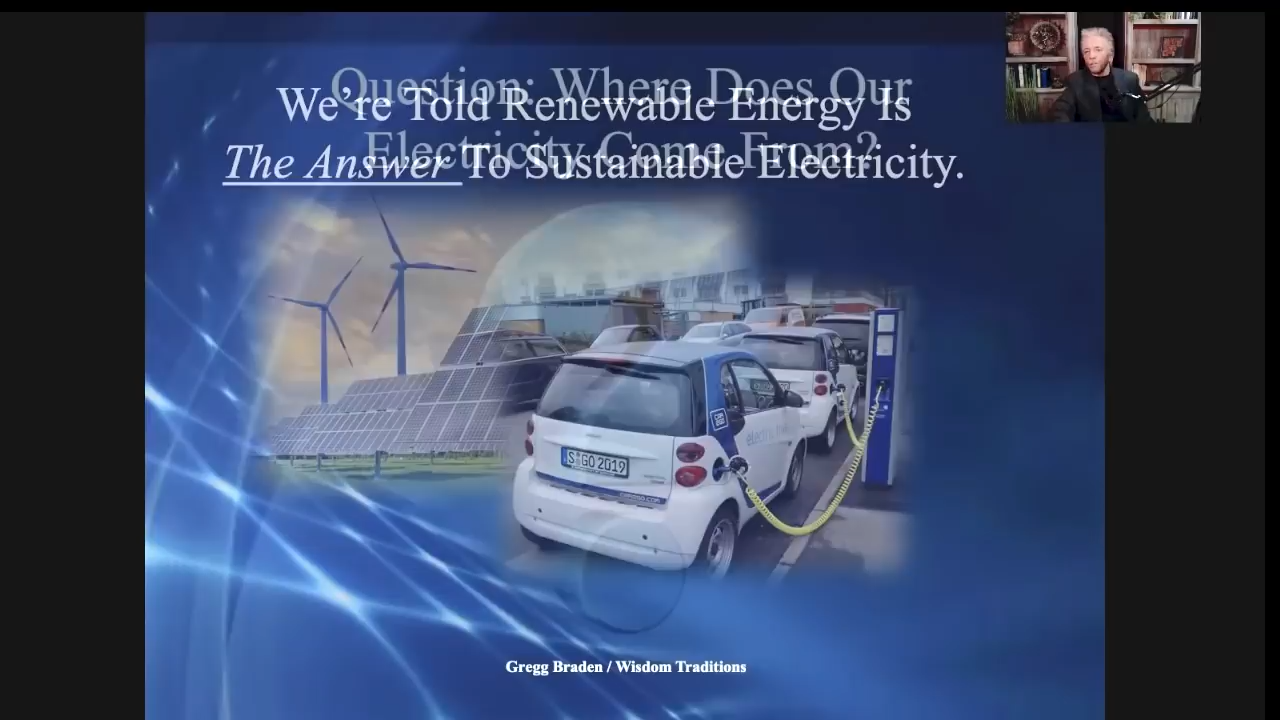 Question: Where Does Our
Electricity Come From?
We're Told Renewable Energy Is
The Answer To Sustainable Electricity.
S GO 2019
Gregg Braden / Wisdom Traditions